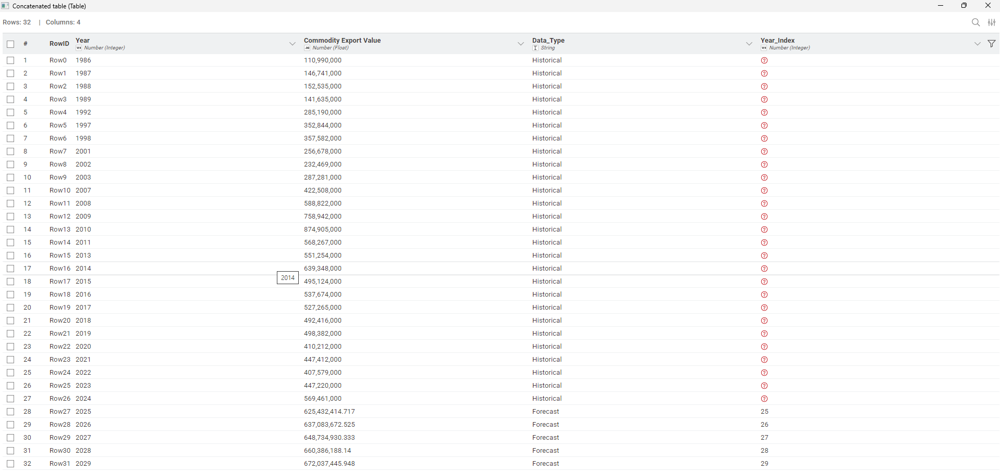 Concatenated table (Table)
Rows: 32 | Columns: 4
# RowID Year Commodity Export Value Data_Type Year_Index
Number (Integer) Number (Float) String Number (Integer)
1 Row0 1986 110,990,000 Historical
2 Row1 1987 146,741,000 Historical
3 Row2 1988 152,535,000 Historical
4 Row3 1989 141,635,000 Historical
5 Row4 1992 285,190,000 Historical
6 Row5 1997 352,844,000 Historical
7 Row6 1998 357,582,000 Historical
8 Row7 2001 256,678,000 Historical
9 Row8 2002 232,469,000 Historical
10 Row9 2003 287,281,000 Historical
11 Row10 2007 422,508,000 Historical
12 Row11 2008 588,822,000 Historical
13 Row12 2009 758,942,000 Historical
14 Row13 2010 874,905,000 Historical
15 Row14 2011 568,267,000 Historical
16 Row15 2013 551,254,000 Historical
17 Row16 2014 639,348,000 Historical
2014
18 Row17 2015 495,124,000 Historical
19 Row18 2016 537,674,000 Historical
20 Row19 2017 527,265,000 Historical
21 Row20 2018 492,416,000 Historical
22 Row21 2019 498,382,000 Historical
23 Row22 2020 410,212,000 Historical
24 Row23 2021 447,412,000 Historical
25 Row24 2022 407,579,000 Historical
26 Row25 2023 447,220,000 Historical
27 Row26 2024 569,461,000 Historical
28 Row27 2025 625,432,414.717 Forecast 25
29 Row28 2026 637,083,672.525 Forecast 26
30 Row29 2027 648,734,930.333 Forecast 27
31 Row30 2028 660,386,188.14 Forecast 28
32 Row31 2029 672,037,445.948 Forecast 29